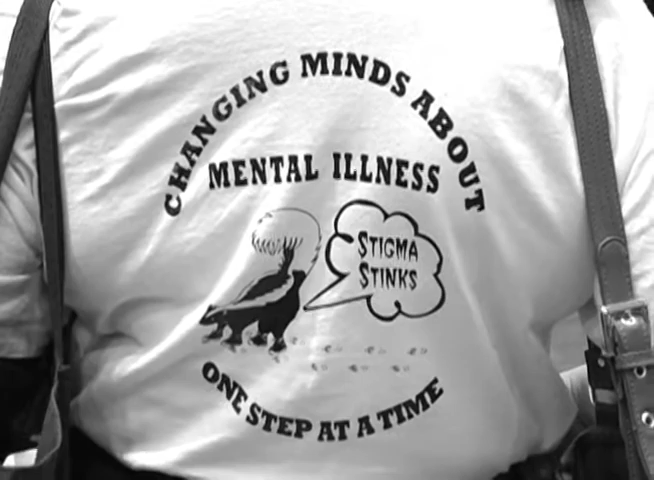 CHANGING MINDS ABOUT
MENTAL ILLNESS
STIGMA
STINKS
ONE STEP AT A TIME